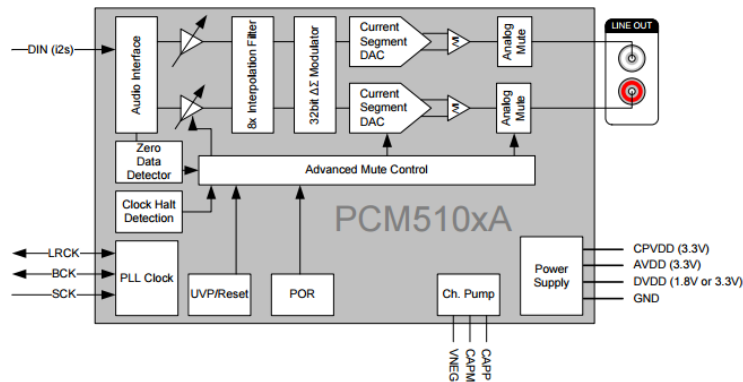 LINE OUT
DIN (i2s)
Audio Interface
8x Interpolation Filter
32bit ΔΣ Modulator
Current
Segment
DAC
I/V
Analog
Mute
Current
Segment
DAC
I/V
Analog
Mute
Zero
Data
Detector
Advanced Mute Control
Clock Halt
Detection
PCM510xA
LRCK
BCK
SCK
PLL Clock
UVP/Reset
POR
Ch. Pump
Power
Supply
CPVDD (3.3V)
AVDD (3.3V)
DVDD (1.8V or 3.3V)
GND
VNEG
CAPM
CAPP